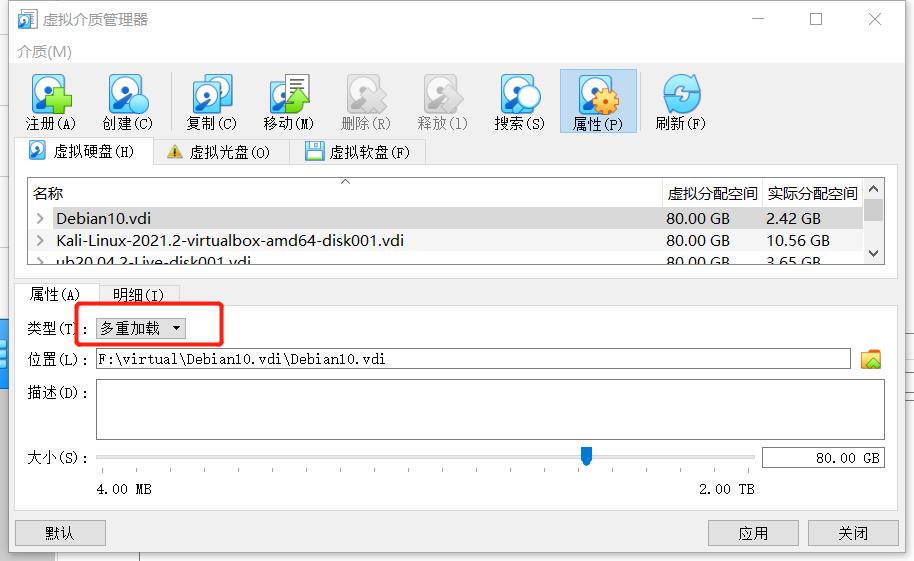 虚拟介质管理器
介质(M)
注册(A) 创建(C) 复制(C) 移动(M) 删除(R) 释放(l) 搜索(S) 属性(P) 刷新(F)
虚拟硬盘(H) 虚拟光盘(O) 虚拟软盘(F)
名称 虚拟分配空间 实际分配空间
Debian10.vdi 80.00 GB 2.42 GB
Kali-Linux-2021.2-virtualbox-amd64-disk001.vdi 80.00 GB 10.56 GB
ub20.04.2-Live-disk001.vdi 80.00 GB 3.65 GB
属性(A) 明细(I)
类型(T): 多重加载
位置(L): F:\virtual\Debian10.vdi\Debian10.vdi
描述(D):
大小(S): 80.00 GB
4.00 MB 2.00 TB
默认 应用 关闭